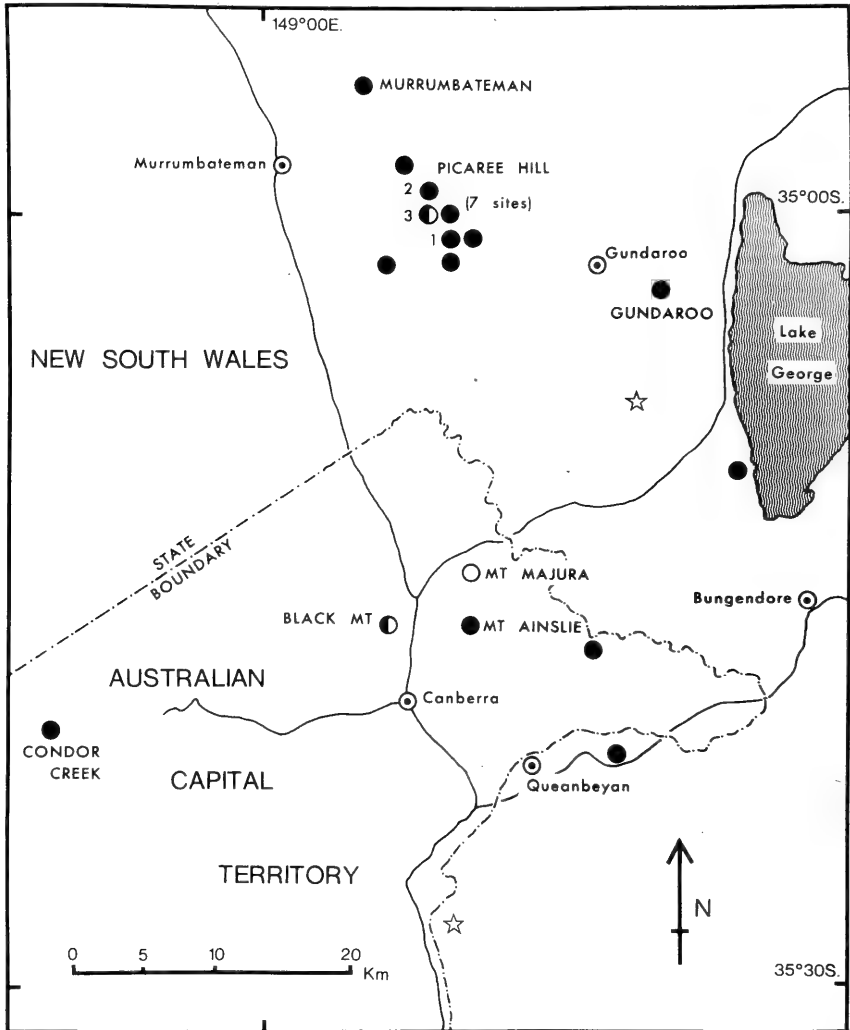 149°00E.
MURRUMBATEMAN
Murrumbateman
PICAREE HILL
2
(7 sites)
3
35°00S.
1
Gundaroo
GUNDAROO
Lake
George
NEW SOUTH WALES
STATE
BOUNDARY
MT MAJURA
BLACK MT
MT AINSLIE
Bungendore
AUSTRALIAN
Canberra
CONDOR
CREEK
CAPITAL
Queanbeyan
TERRITORY
N
0 5 10 20
Km
35°30S.